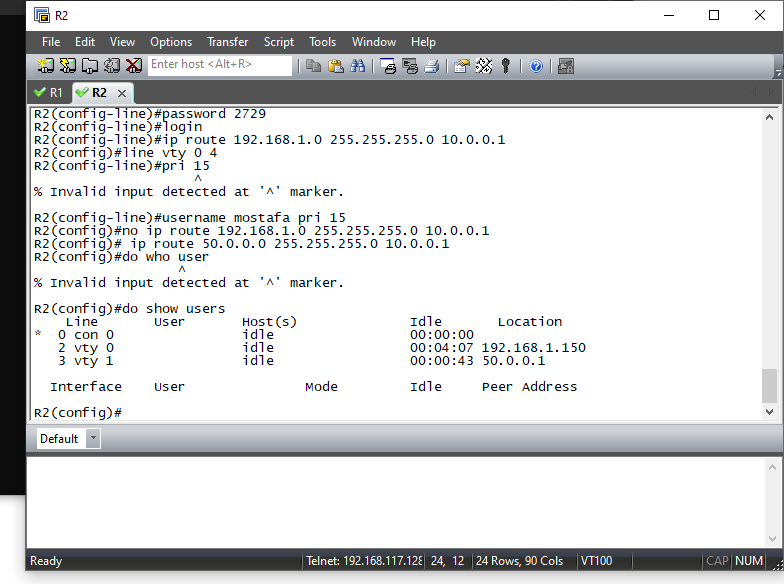 R2
File Edit View Options Transfer Script Tools Window Help
Enter host <Alt+R>
R1 R2
R2(config-line)#password 2729
R2(config-line)#login
R2(config-line)#ip route 192.168.1.0 255.255.255.0 10.0.0.1
R2(config)#line vty 0 4
R2(config-line)#pri 15
^
% Invalid input detected at '^' marker.
R2(config-line)#username mostafa pri 15
R2(config)#no ip route 192.168.1.0 255.255.255.0 10.0.0.1
R2(config)# ip route 50.0.0.0 255.255.255.0 10.0.0.1
R2(config)#do who user
^
% Invalid input detected at '^' marker.
R2(config)#do show users
Line User Host(s) Idle Location
* 0 con 0 idle 00:00:00
2 vty 0 idle 00:04:07 192.168.1.150
3 vty 1 idle 00:00:43 50.0.0.1
Interface User Mode Idle Peer Address
R2(config)#
Default
Ready Telnet: 192.168.117.128 24, 12 24 Rows, 90 Cols VT100 CAP NUM